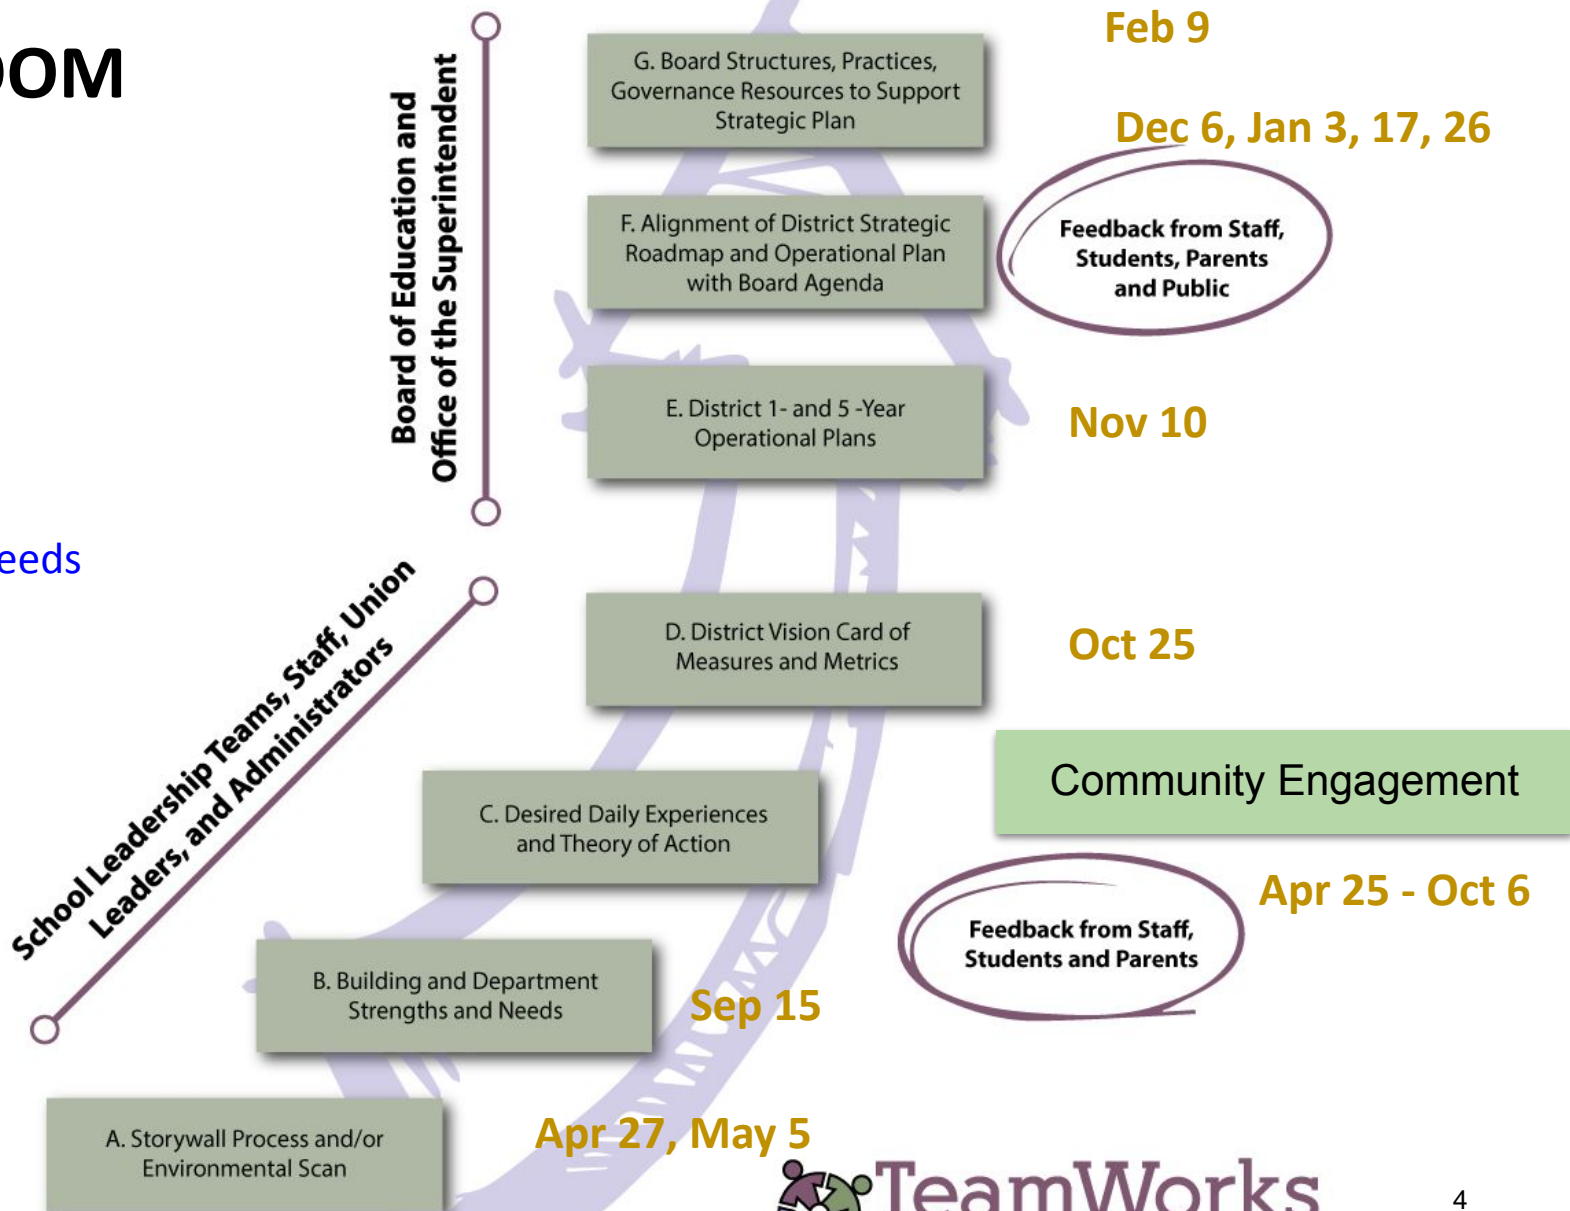 OOM
eeds
Board of Education and
Office of the Superintendent
Feb 9
G. Board Structures, Practices,
Governance Resources to Support
Strategic Plan
Dec 6, Jan 3, 17, 26
F. Alignment of District Strategic
Roadmap and Operational Plan
with Board Agenda
Feedback from Staff,
Students, Parents
and Public
E. District 1- and 5 -Year
Operational Plans
Nov 10
School Leadership Teams, Staff, Union
Leaders, and Administrators
D. District Vision Card of
Measures and Metrics
Oct 25
Community Engagement
C. Desired Daily Experiences
and Theory of Action
Apr 25 - Oct 6
Feedback from Staff,
Students and Parents
B. Building and Department
Strengths and Needs
Sep 15
A. Storywall Process and/or
Environmental Scan
Apr 27, May 5
TeamWorks
4